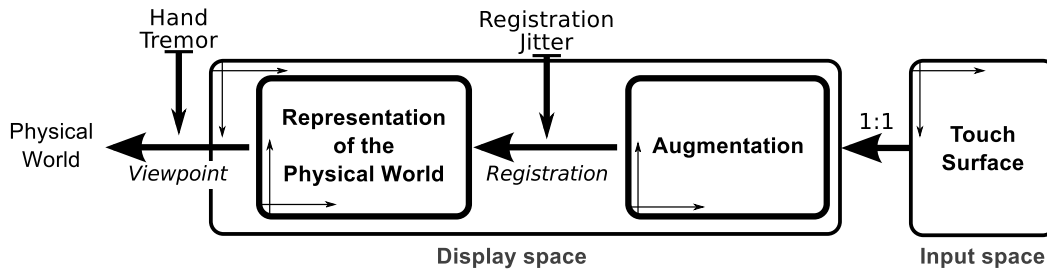 Hand
Tremor
Registration
Jitter
Physical
World
Viewpoint
Representation
of the
Physical World
Registration
Augmentation
1:1
Touch
Surface
Display space
Input space